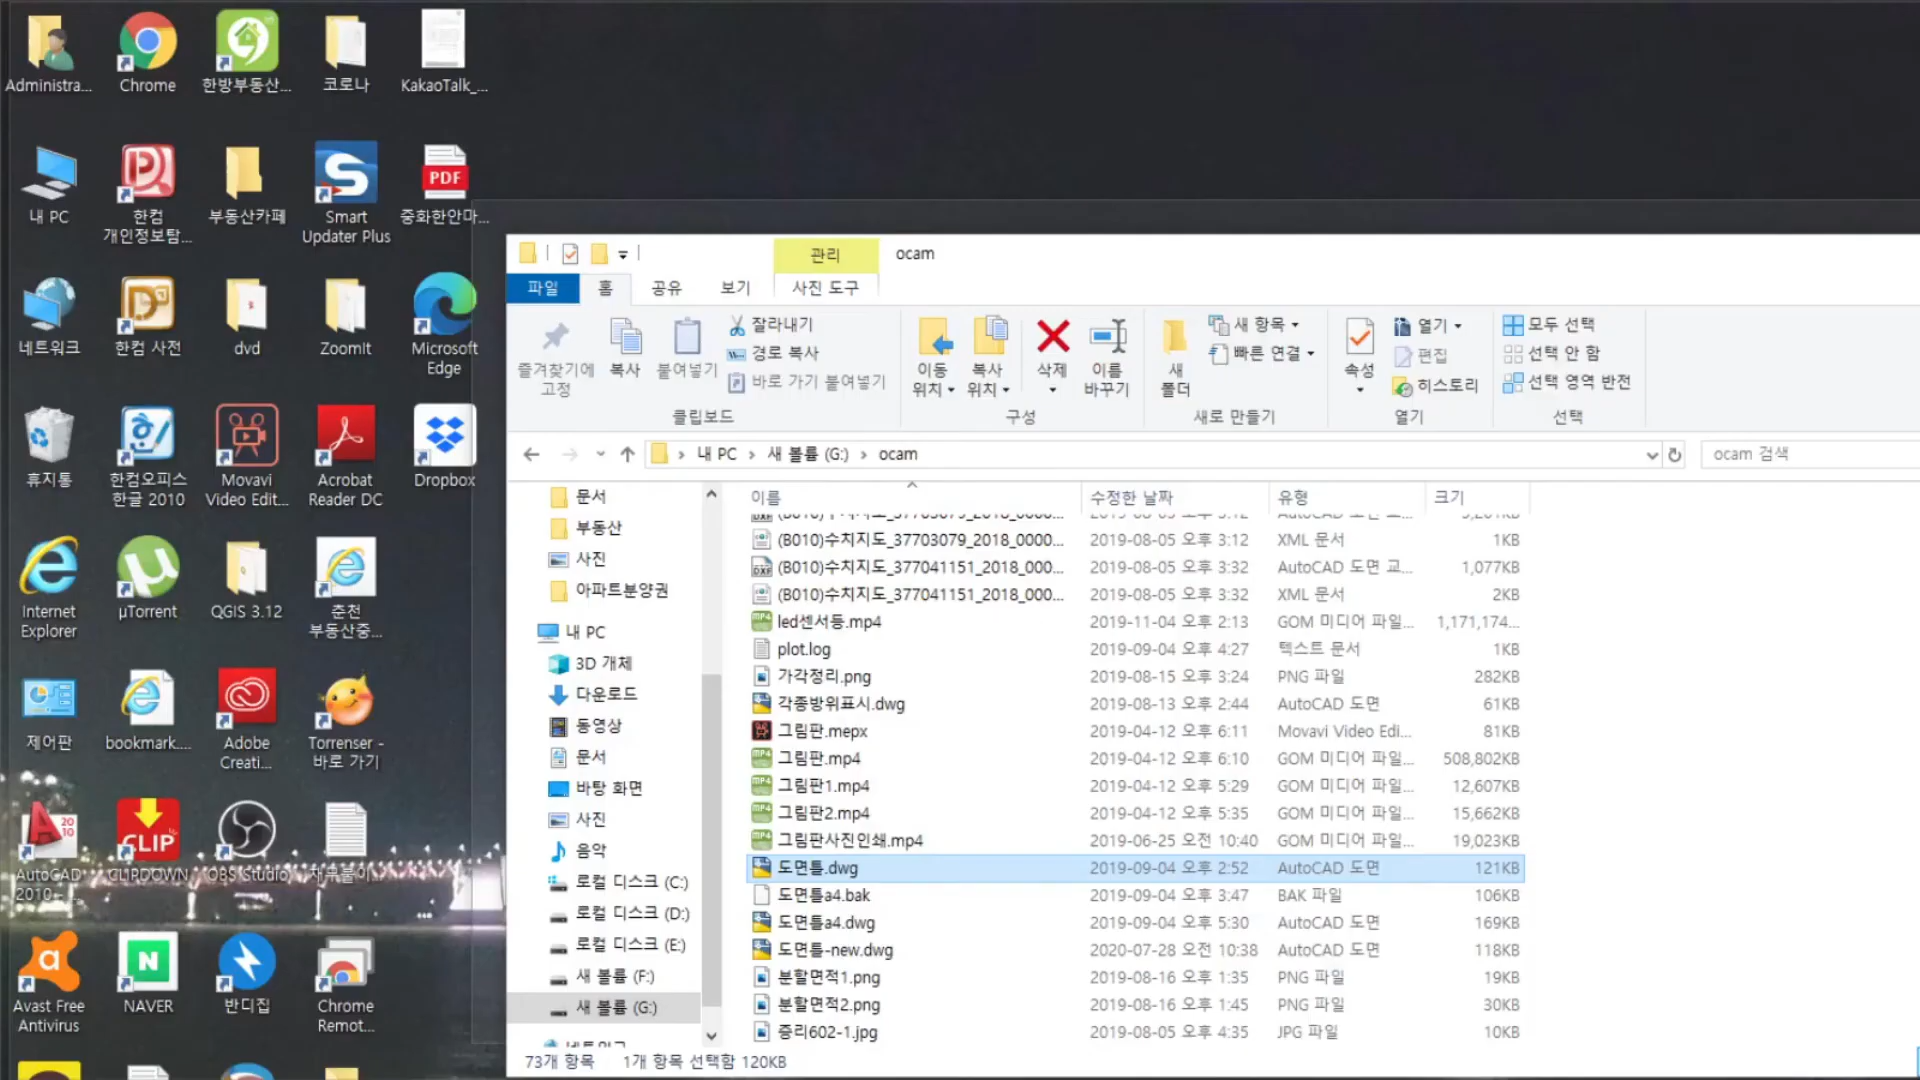 Administra...
Chrome
한방부동산...
코로나
KakaoTalk_...
내 PC
한컴
개인정보탐...
부동산카페
Smart
Updater Plus
PDF
중화한안마...
네트워크
한컴 사전
dvd
ZoomIt
Microsoft
Edge
휴지통
한컴오피스
한글 2010
Movavi
Video Edit...
Acrobat
Reader DC
Dropbox
Internet
Explorer
µTorrent
QGIS 3.12
춘천
부동산중...
제어판
bookmark....
Adobe
Creati...
Torrenser -
바로 가기
AutoCAD
2010 - ...
CLIP
CLIPDOWN
OBS Studio
Avast Free
Antivirus
NAVER
반디집
Chrome
Remot...
관리
ocam
파일
홈
공유
보기
사진 도구
즐겨찾기에
고정
복사
붙여넣기
잘라내기
경로 복사
바로 가기 붙여넣기
클립보드
이동
위치
복사
위치
삭제
이름
바꾸기
구성
새
폴더
새 항목
빠른 연결
새로 만들기
속성
열기
편집
히스토리
열기
모두 선택
선택 안 함
선택 영역 반전
선택
내 PC > 새 볼륨 (G:) > ocam
ocam 검색
문서
부동산
사진
아파트분양권
내 PC
3D 개체
다운로드
동영상
문서
바탕 화면
사진
음악
로컬 디스크 (C:)
로컬 디스크 (D:)
로컬 디스크 (E:)
새 볼륨 (F:)
새 볼륨 (G:)
이름 수정한 날짜 유형 크기
(B010)수치지도_37703079_2018_0000... 2019-08-05 오후 3:12 XML 문서 1KB
(B010)수치지도_377041151_2018_000... 2019-08-05 오후 3:32 AutoCAD 도면 교... 1,077KB
(B010)수치지도_377041151_2018_000... 2019-08-05 오후 3:32 XML 문서 2KB
led센서등.mp4 2019-11-04 오후 2:13 GOM 미디어 파일... 1,171,174...
plot.log 2019-09-04 오후 4:27 텍스트 문서 1KB
가각정리.png 2019-08-15 오후 3:24 PNG 파일 282KB
각종방위표시.dwg 2019-08-13 오후 2:44 AutoCAD 도면 61KB
그림판.mepx 2019-04-12 오후 6:11 Movavi Video Edi... 81KB
그림판.mp4 2019-04-12 오후 6:10 GOM 미디어 파일... 508,802KB
그림판1.mp4 2019-04-12 오후 5:29 GOM 미디어 파일... 12,607KB
그림판2.mp4 2019-04-12 오후 5:35 GOM 미디어 파일... 15,662KB
그림판사진인쇄.mp4 2019-06-25 오전 10:40 GOM 미디어 파일... 19,023KB
도면틀.dwg 2019-09-04 오후 2:52 AutoCAD 도면 121KB
도면틀a4.bak 2019-09-04 오후 3:47 BAK 파일 106KB
도면틀a4.dwg 2019-09-04 오후 5:30 AutoCAD 도면 169KB
도면틀-new.dwg 2020-07-28 오전 10:38 AutoCAD 도면 118KB
분할면적1.png 2019-08-16 오후 1:35 PNG 파일 19KB
분할면적2.png 2019-08-16 오후 1:45 PNG 파일 30KB
증리602-1.jpg 2019-08-05 오후 4:35 JPG 파일 10KB
73개 항목 1개 항목 선택함 120KB